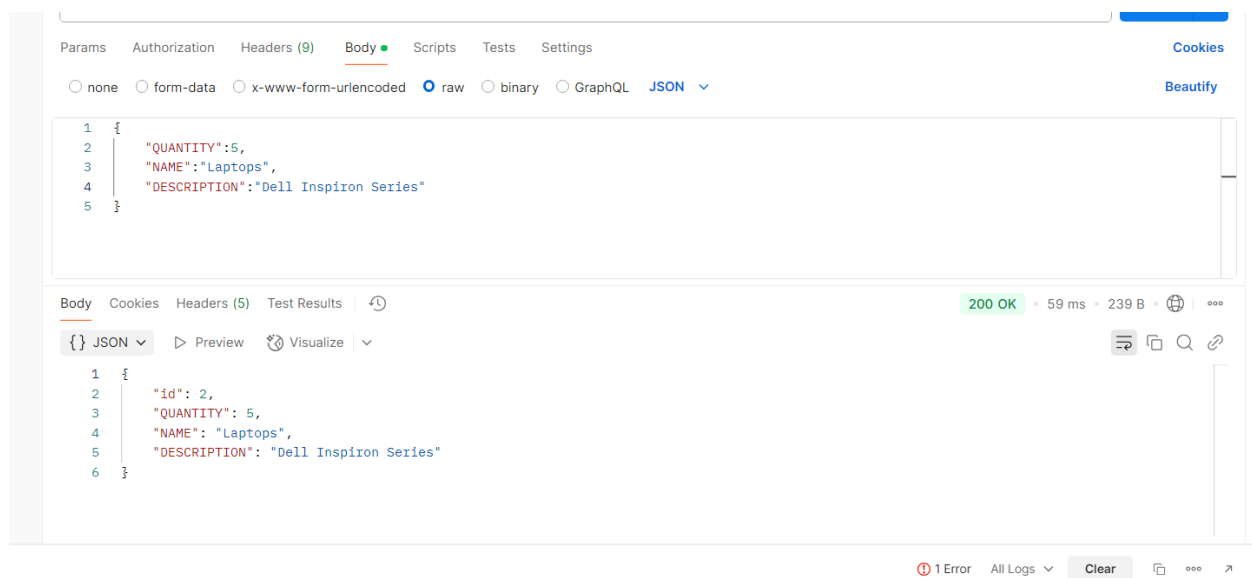 Params Authorization Headers (9) Body Scripts Tests Settings Cookies
none form-data x-www-form-urlencoded raw binary GraphQL JSON Beautify
1 {
2 "QUANTITY":5,
3 "NAME":"Laptops",
4 "DESCRIPTION":"Dell Inspiron Series"
5 }
Body Cookies Headers (5) Test Results 200 OK • 59 ms • 239 B •
{} JSON Preview Visualize
1 {
2 "id": 2,
3 "QUANTITY": 5,
4 "NAME": "Laptops",
5 "DESCRIPTION": "Dell Inspiron Series"
6 }
1 Error All Logs Clear